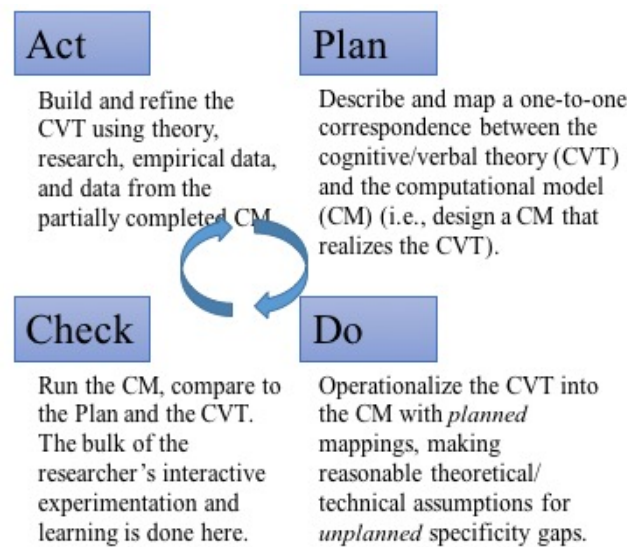 Act
Build and refine the
CVT using theory,
research, empirical data,
and data from the
partially completed CM
Plan
Describe and map a one-to-one
correspondence between the
cognitive/verbal theory (CVT)
and the computational model
(CM) (i.e., design a CM that
realizes the CVT).
Check
Run the CM, compare to
the Plan and the CVT.
The bulk of the
researcher's interactive
experimentation and
learning is done here.
Do
Operationalize the CVT into
the CM with planned
mappings, making
reasonable theoretical/
technical assumptions for
unplanned specificity gaps.